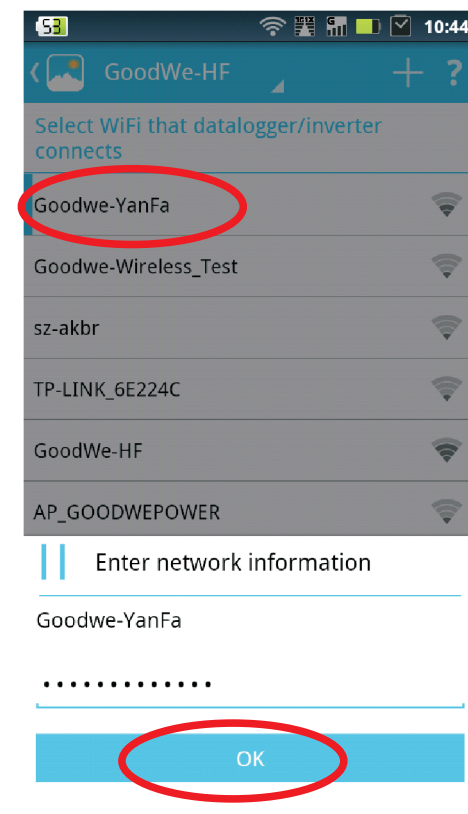 53 10:44
GoodWe-HF + ?
Select WiFi that datalogger/inverter
connects
Goodwe-YanFa
Goodwe-Wireless_Test
sz-akbr
TP-LINK_6E224C
GoodWe-HF
AP_GOODWEPOWER
Enter network information
Goodwe-YanFa
•••••••••••••
OK